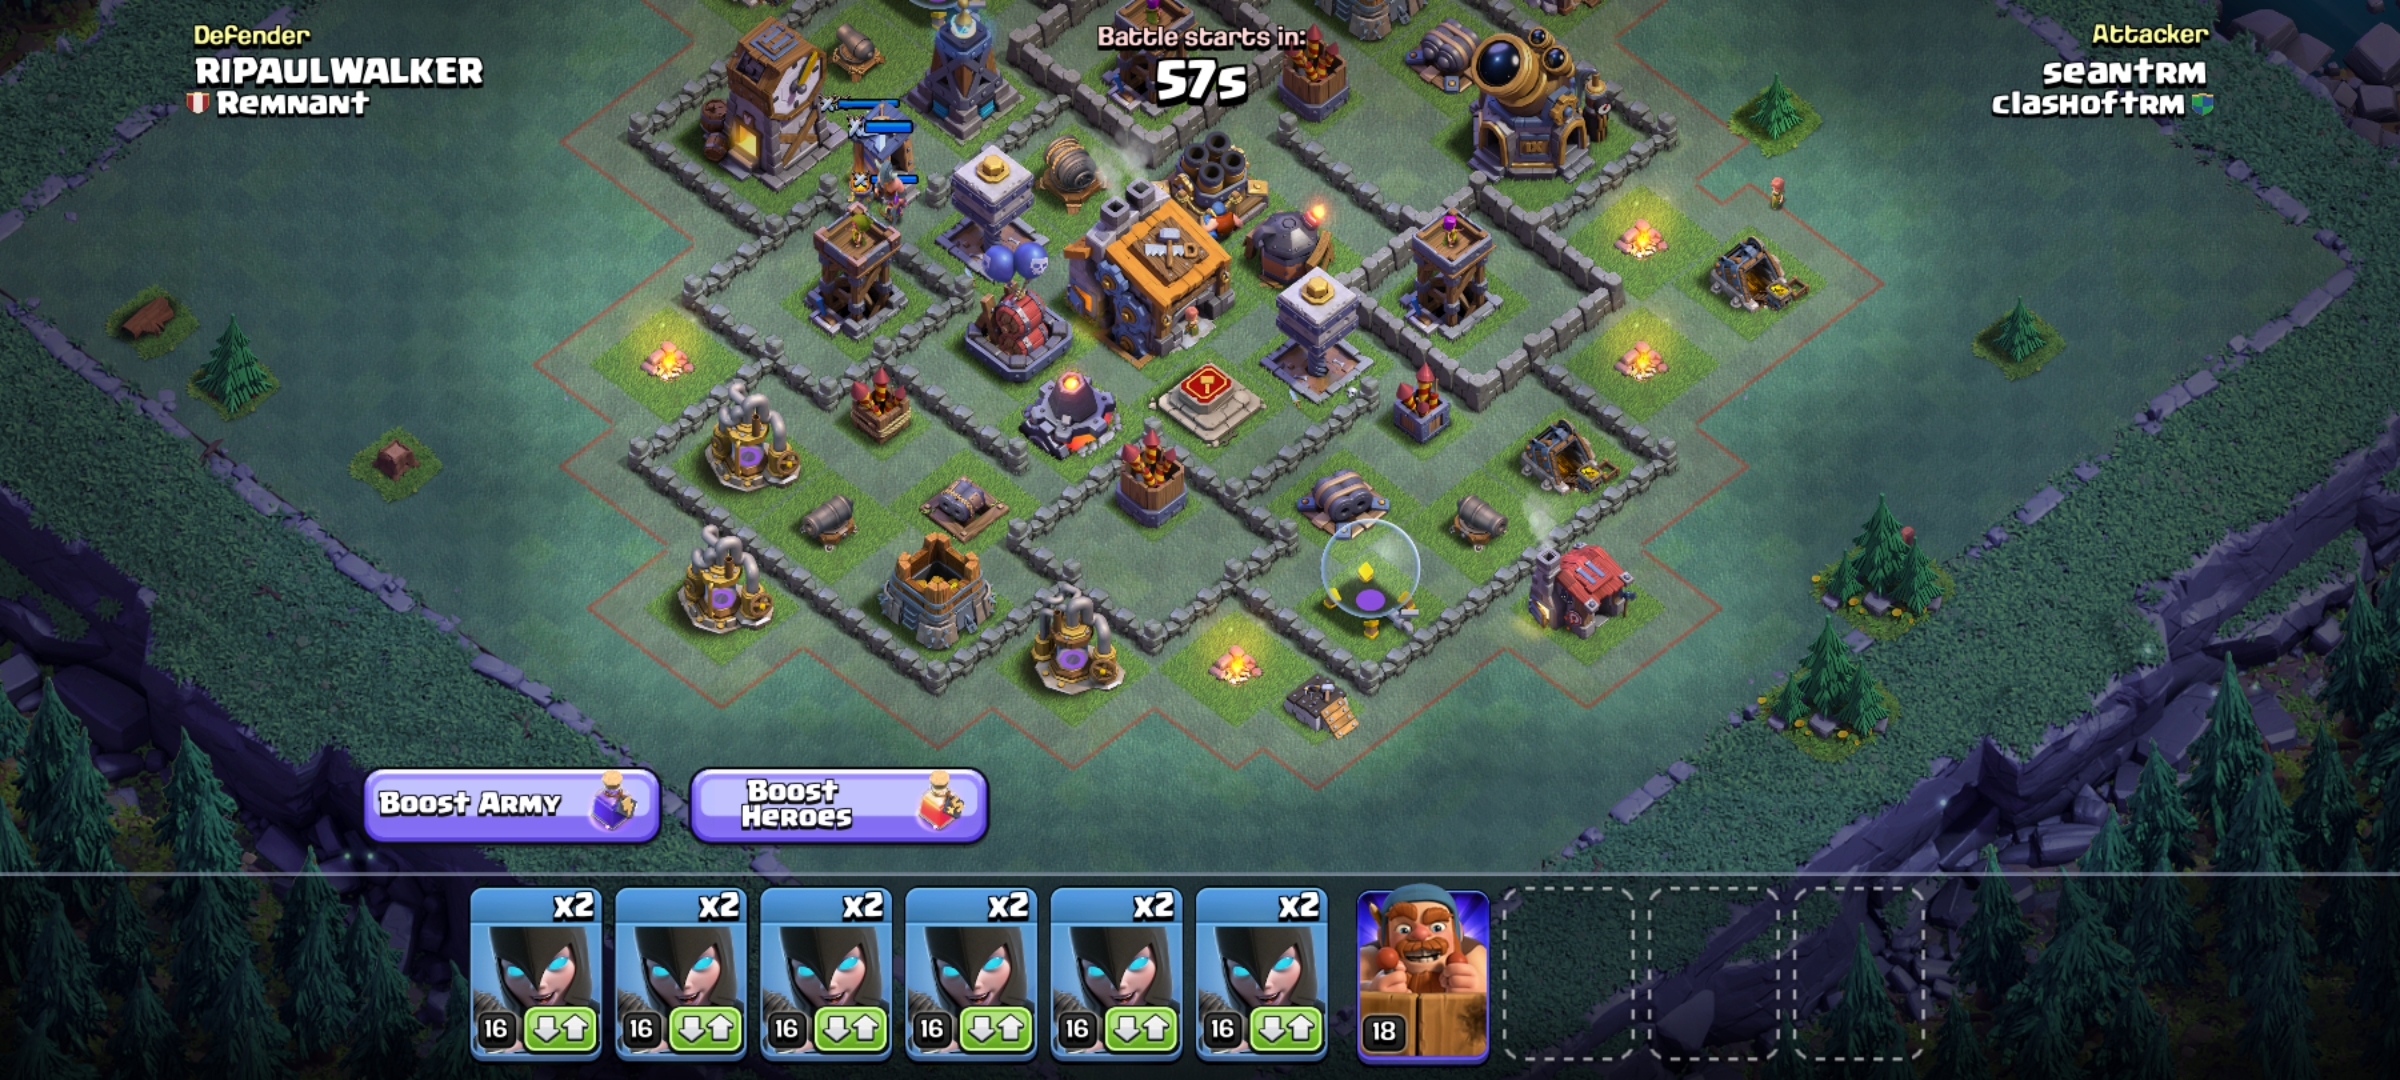 Defender
RIPAULWALKER
Remnant
Battle starts in:
57s
Attacker
seantRM
clashoftRM
Boost Army
Boost
Heroes
x2 x2 x2 x2 x2 x2
16 16 16 16 16 16 18